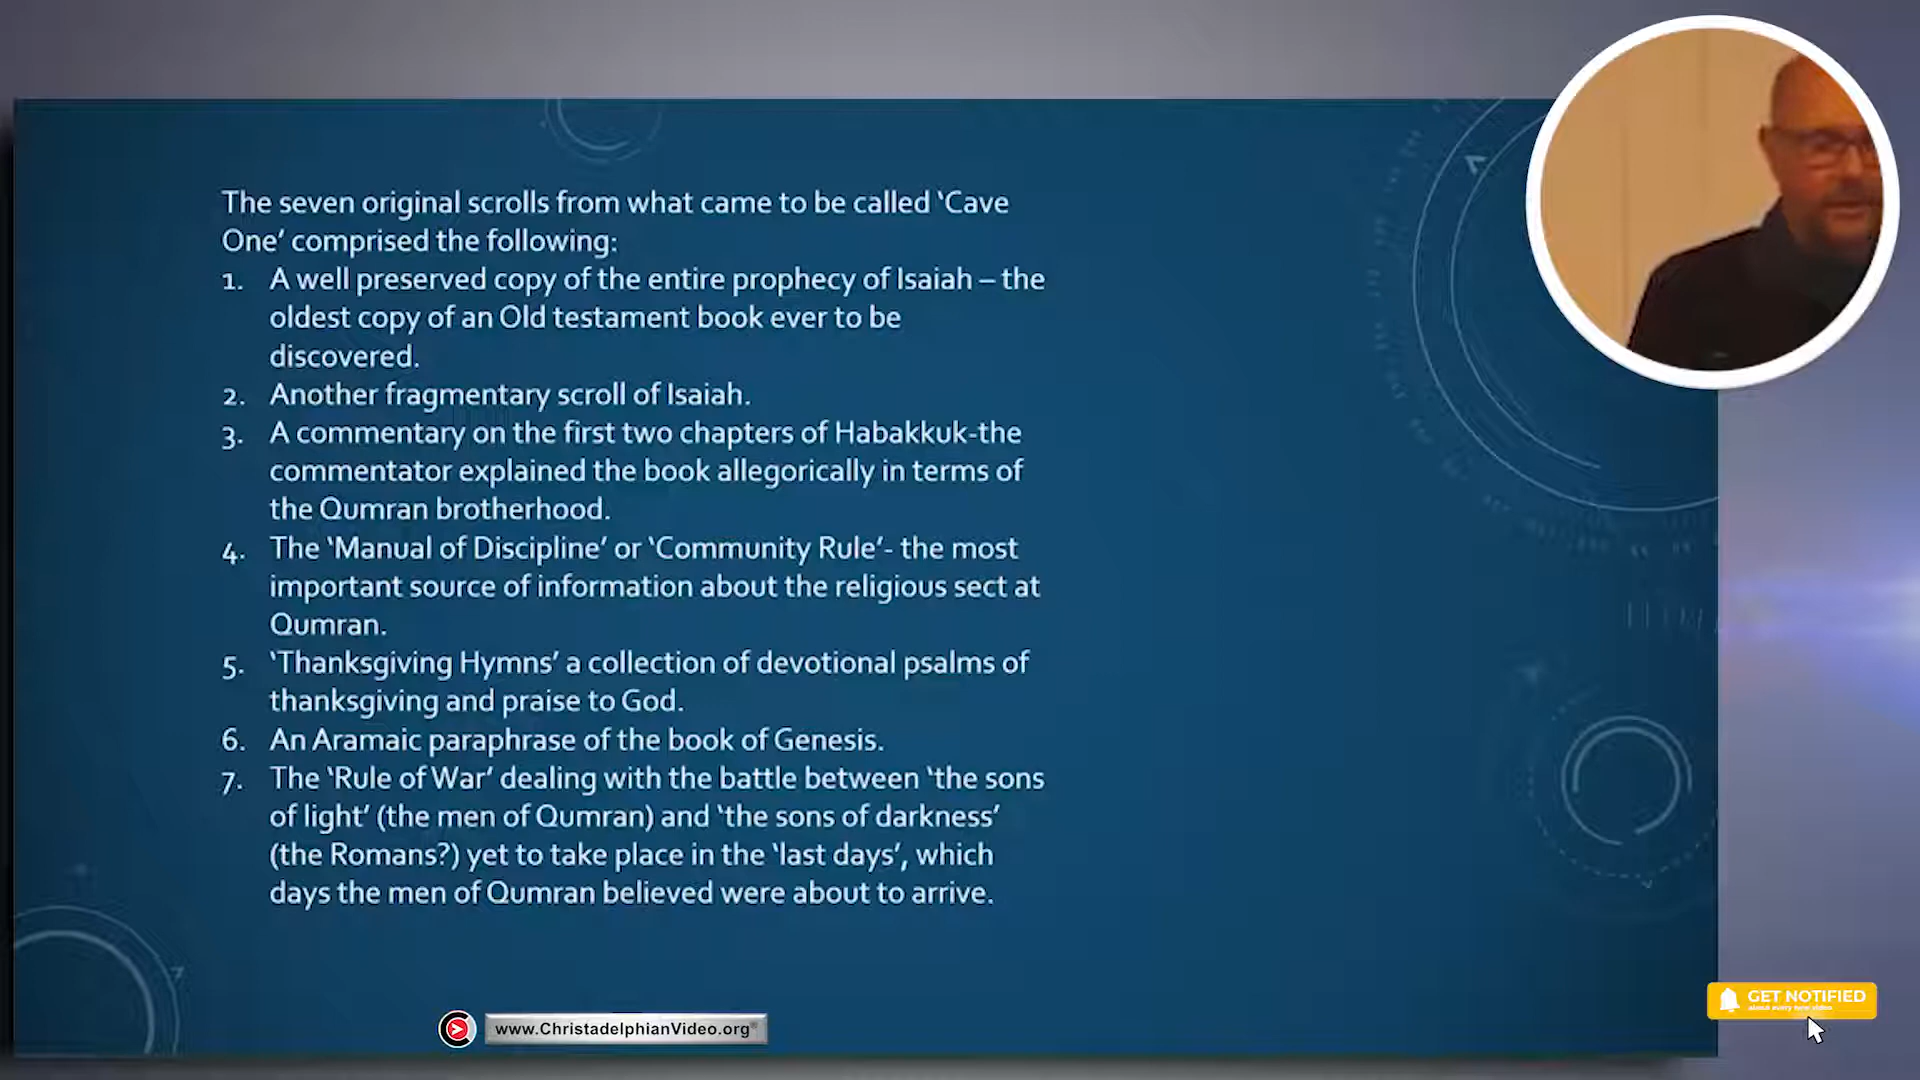 The seven original scrolls from what came to be called ‘Cave
One’ comprised the following:
1. A well preserved copy of the entire prophecy of Isaiah – the
oldest copy of an Old testament book ever to be
discovered.
2. Another fragmentary scroll of Isaiah.
3. A commentary on the first two chapters of Habakkuk-the
commentator explained the book allegorically in terms of
the Qumran brotherhood.
4. The ‘Manual of Discipline’ or ‘Community Rule’- the most
important source of information about the religious sect at
Qumran.
5. ‘Thanksgiving Hymns’ a collection of devotional psalms of
thanksgiving and praise to God.
6. An Aramaic paraphrase of the book of Genesis.
7. The ‘Rule of War’ dealing with the battle between ‘the sons
of light’ (the men of Qumran) and ‘the sons of darkness’
(the Romans?) yet to take place in the ‘last days’, which
days the men of Qumran believed were about to arrive.
www.ChristadelphianVideo.org®
GET NOTIFIED
about every new video